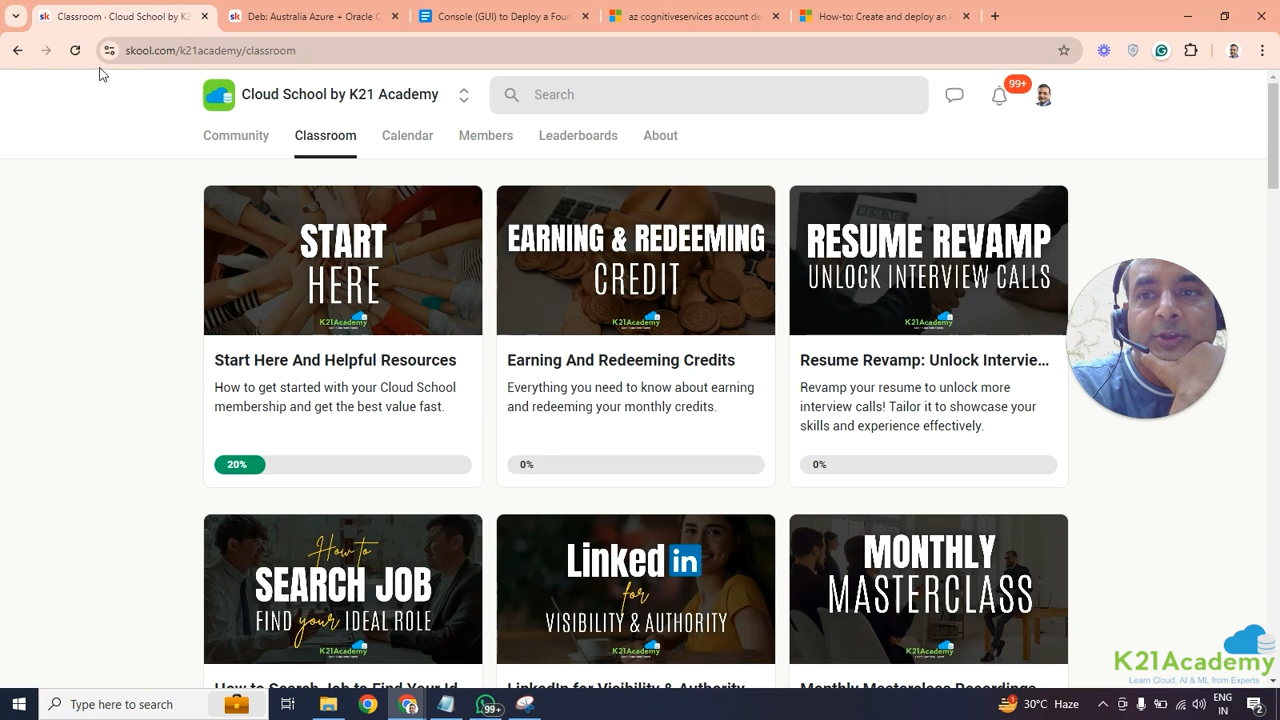 Classroom · Cloud School by K2
Deb: Australia Azure + Oracle C
Console (GUI) to Deploy a Foun
az cognitiveservices account de
How-to: Create and deploy an A
skool.com/k21academy/classroom
Cloud School by K21 Academy
Search
99+
Community
Classroom
Calendar
Members
Leaderboards
About
START
HERE
K21Academy
Start Here And Helpful Resources
How to get started with your Cloud School
membership and get the best value fast.
20%
EARNING & REDEEMING
CREDIT
K21Academy
Earning And Redeeming Credits
Everything you need to know about earning
and redeeming your monthly credits.
0%
RESUME
RESUME REVAMP
UNLOCK INTERVIEW CALLS
K21Academy
Resume Revamp: Unlock Intervie...
Revamp your resume to unlock more
interview calls! Tailor it to showcase your
skills and experience effectively.
0%
How to
SEARCH JOB
FIND your IDEAL ROLE
K21Academy
Linked in
for
VISIBILITY & AUTHORITY
K21Academy
MONTHLY
MASTERCLASS
K21Academy
K21Academy
Learn Cloud, AI & ML from Experts
Type here to search
99+
1
30°C Haze
ENG
IN
2